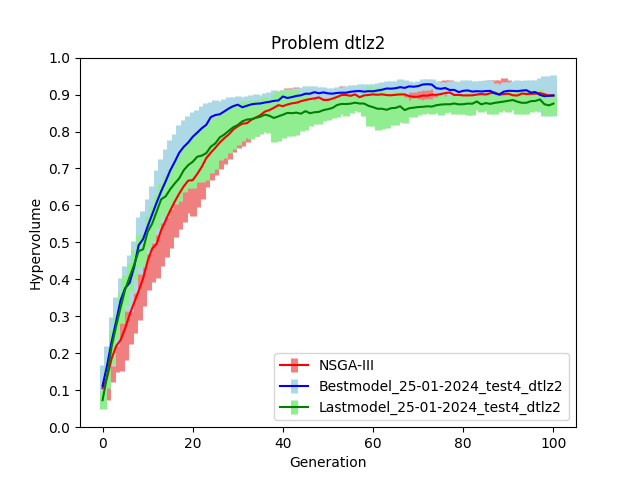 Problem dtlz2
1.0
0.9
0.8
0.7
0.6
0.5
0.4
0.3
0.2
0.1
0.0
Hypervolume
NSGA-III
Bestmodel_25-01-2024_test4_dtlz2
Lastmodel_25-01-2024_test4_dtlz2
0 20 40 60 80 100
Generation